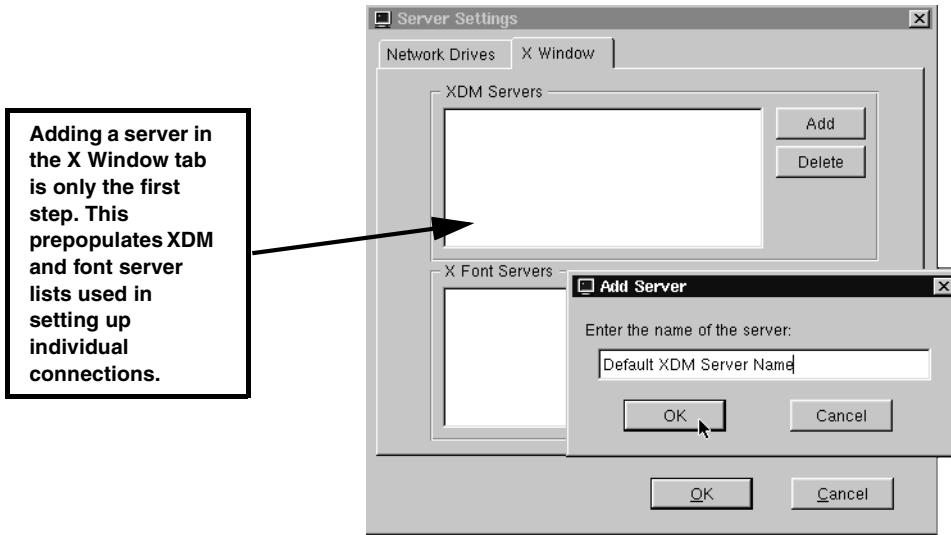 Server Settings
Network Drives
X Window
XDM Servers
Add
Delete
Adding a server in
the X Window tab
is only the first
step. This
prepopulates XDM
and font server
lists used in
setting up
individual
connections.
X Font Servers
Add Server
Enter the name of the server:
Default XDM Server Name
OK
Cancel
OK
Cancel